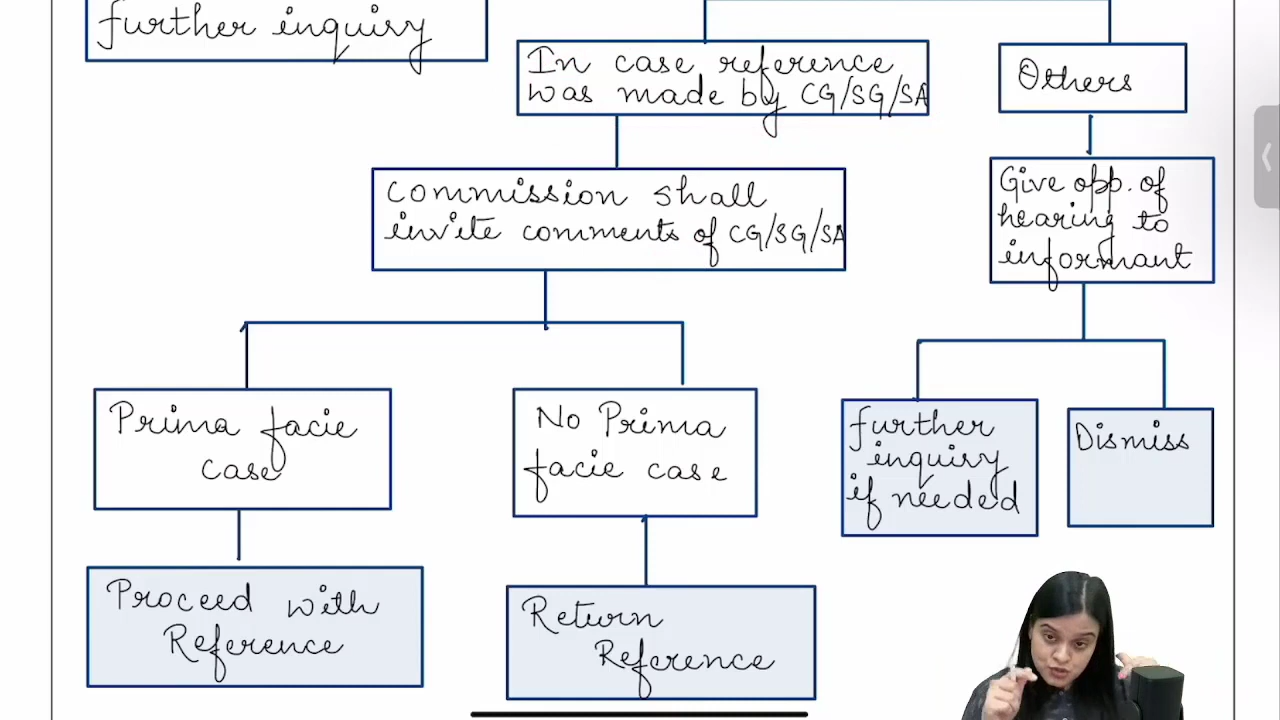 further inquiry
In case reference
was made by CG/SG/SA
Others
Commission shall
invite comments of CG/SG/SA
Give opp. of
hearing to
informant
Prima facie
case
No Prima
facie case
further
inquiry
if needed
Dismiss
Proceed with
Reference
Return
Reference